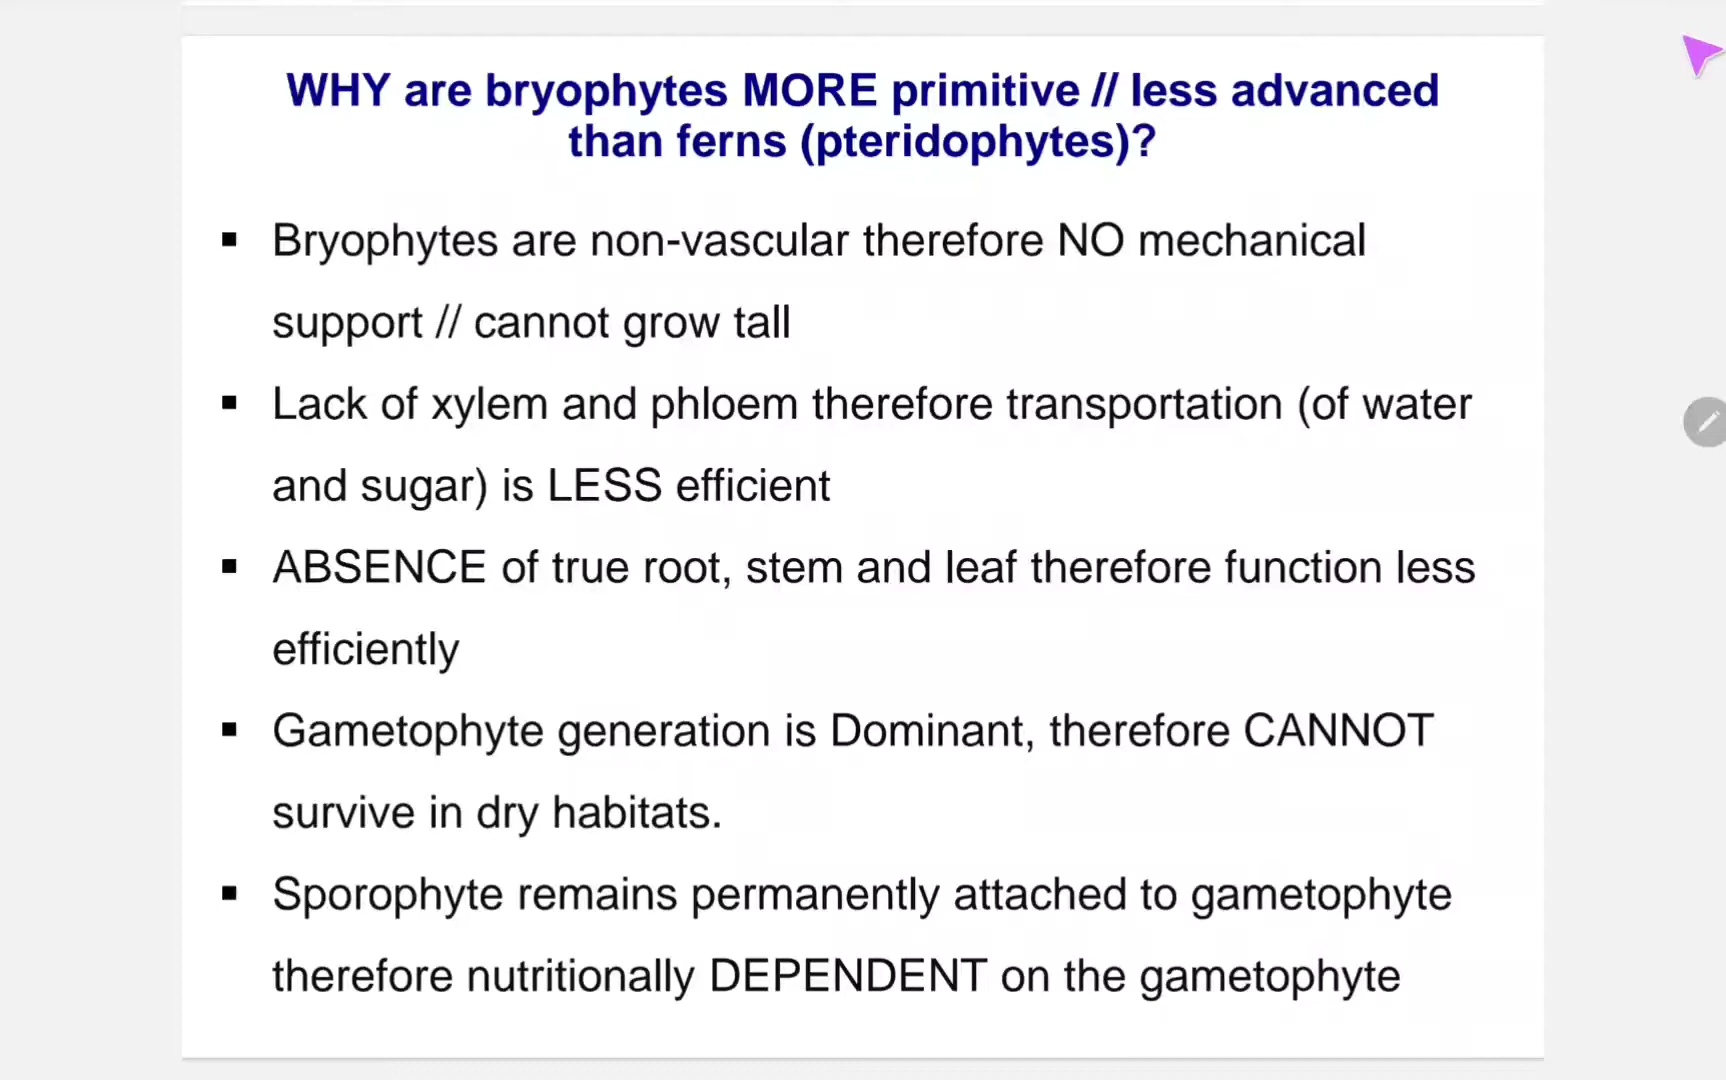 WHY are bryophytes MORE primitive // less advanced
than ferns (pteridophytes)?
▪ Bryophytes are non-vascular therefore NO mechanical
support // cannot grow tall
▪ Lack of xylem and phloem therefore transportation (of water
and sugar) is LESS efficient
▪ ABSENCE of true root, stem and leaf therefore function less
efficiently
▪ Gametophyte generation is Dominant, therefore CANNOT
survive in dry habitats.
▪ Sporophyte remains permanently attached to gametophyte
therefore nutritionally DEPENDENT on the gametophyte